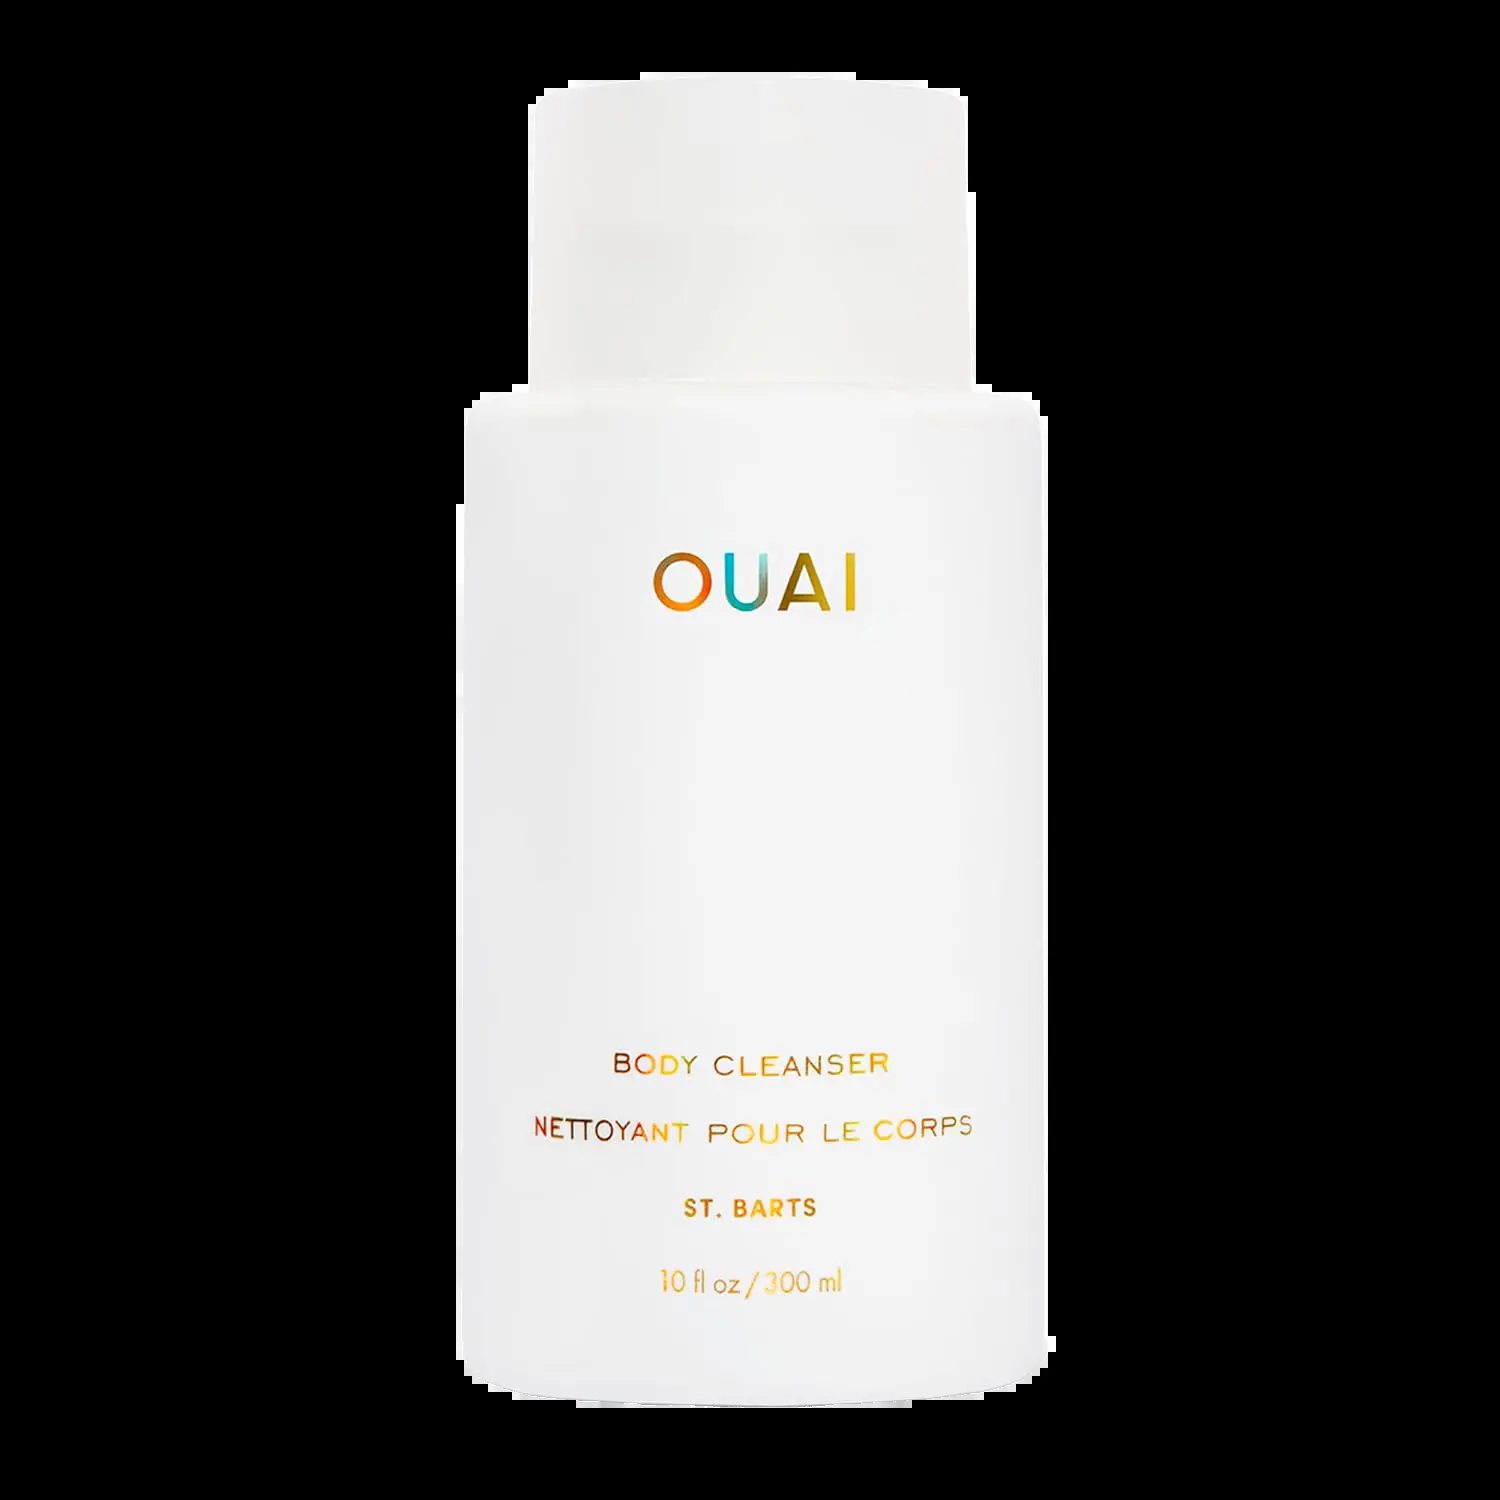 OUAI
BODY CLEANSER
NETTOYANT POUR LE CORPS
ST. BARTS
10 fl oz / 300 ml